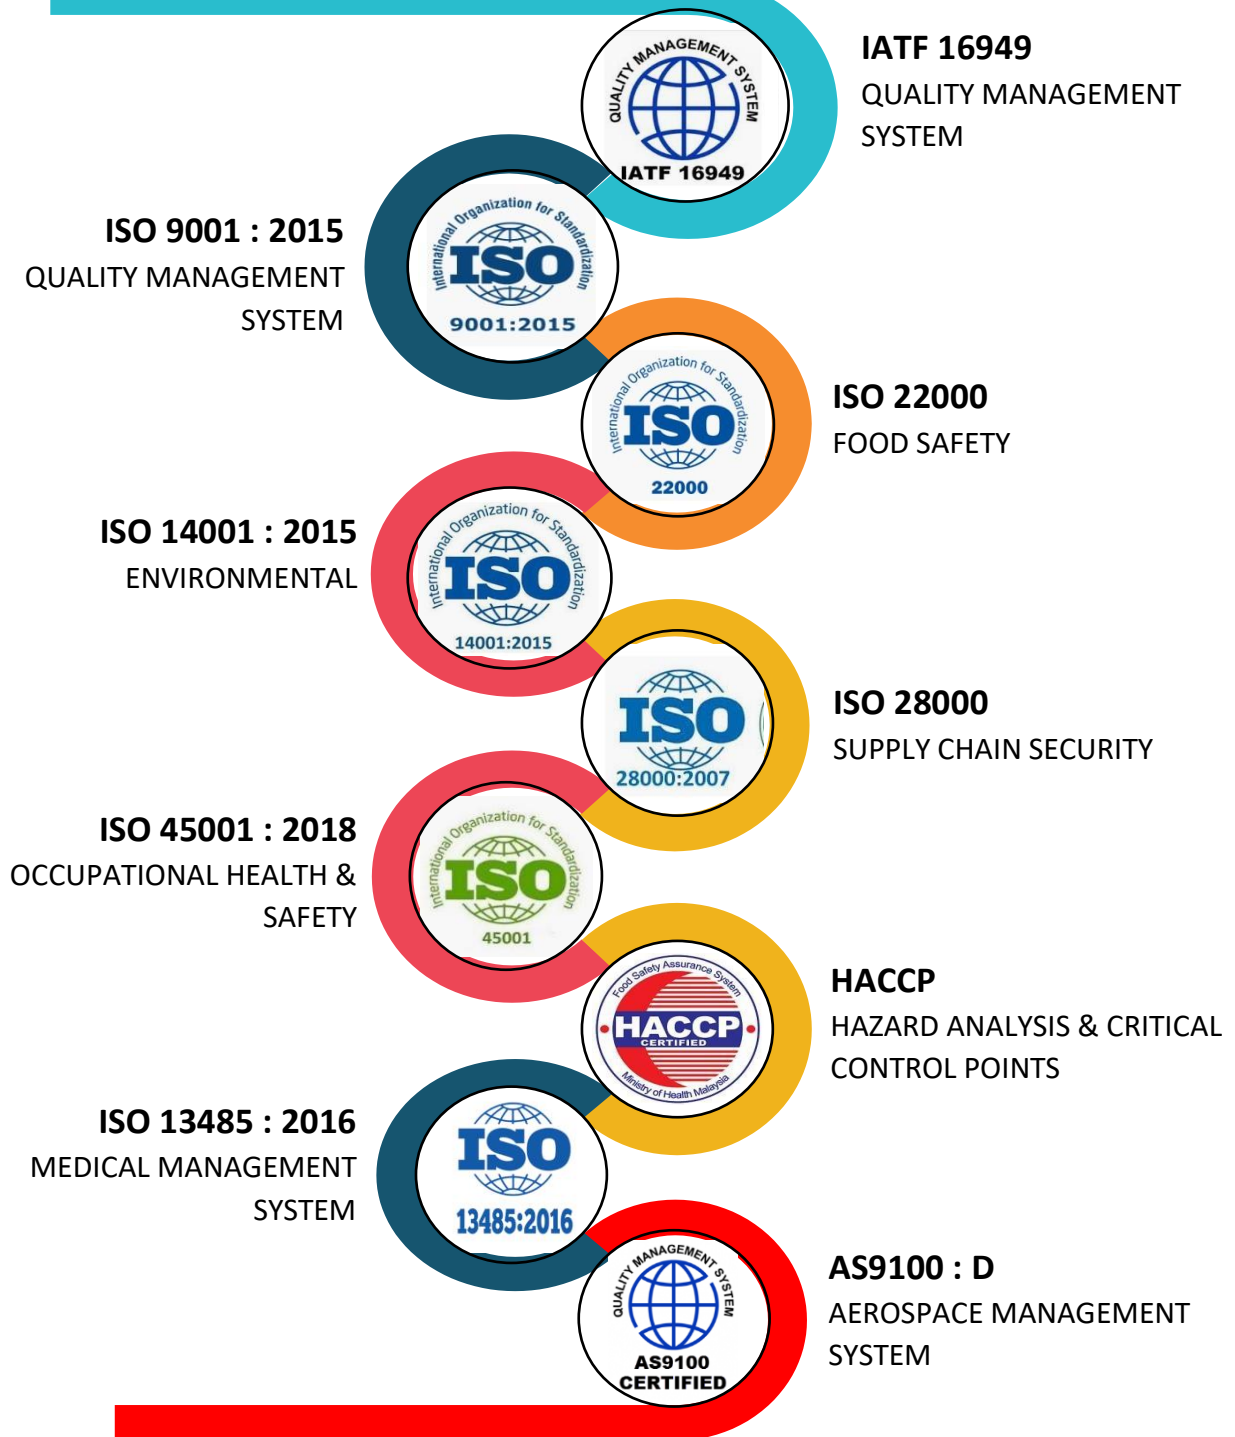 QUALITY MANAGEMENT SYSTEM
IATF 16949
IATF 16949
QUALITY MANAGEMENT
SYSTEM
ISO 9001 : 2015
QUALITY MANAGEMENT
SYSTEM
International Organization for Standardization
ISO
9001:2015
International Organization for Standardization
ISO
22000
ISO 22000
FOOD SAFETY
ISO 14001 : 2015
ENVIRONMENTAL
International Organization for Standardization
ISO
14001:2015
ISO
28000:2007
ISO 28000
SUPPLY CHAIN SECURITY
ISO 45001 : 2018
OCCUPATIONAL HEALTH &
SAFETY
International Organization for Standardization
ISO
45001
Food Safety Assurance System
HACCP
CERTIFIED
Ministry of Health Malaysia
HACCP
HAZARD ANALYSIS & CRITICAL
CONTROL POINTS
ISO 13485 : 2016
MEDICAL MANAGEMENT
SYSTEM
ISO
13485:2016
QUALITY MANAGEMENT SYSTEM
AS9100
CERTIFIED
AS9100 : D
AEROSPACE MANAGEMENT
SYSTEM